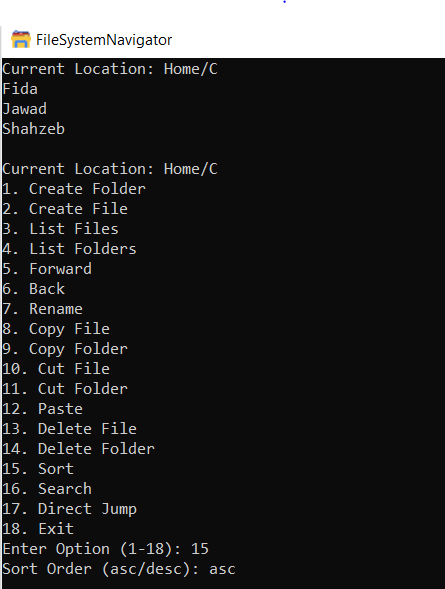 FileSystemNavigator
Current Location: Home/C
Fida
Jawad
Shahzeb
Current Location: Home/C
1. Create Folder
2. Create File
3. List Files
4. List Folders
5. Forward
6. Back
7. Rename
8. Copy File
9. Copy Folder
10. Cut File
11. Cut Folder
12. Paste
13. Delete File
14. Delete Folder
15. Sort
16. Search
17. Direct Jump
18. Exit
Enter Option (1-18): 15
Sort Order (asc/desc): asc